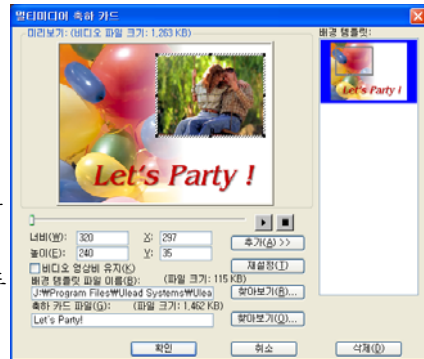 멀티미디어 축하 카드
미리보기: (비디오 파일 크기: 1,263 KB)
배경 템플릿:
Let's Party !
Let's Party !
너비(W): 320 X: 297
높이(E): 240 Y: 35
추가(A) >>
비디오 영상비 유지(K)
재설정(T)
배경 템플릿 파일 이름(B): (파일 크기: 115 KB)
J:₩Program Files₩Ulead Systems₩Ulea
찾아보기(R)...
축하 카드 파일(G): (파일 크기: 1,462 KB)
Let's Party!
찾아보기(O)...
확인 취소 삭제(D)